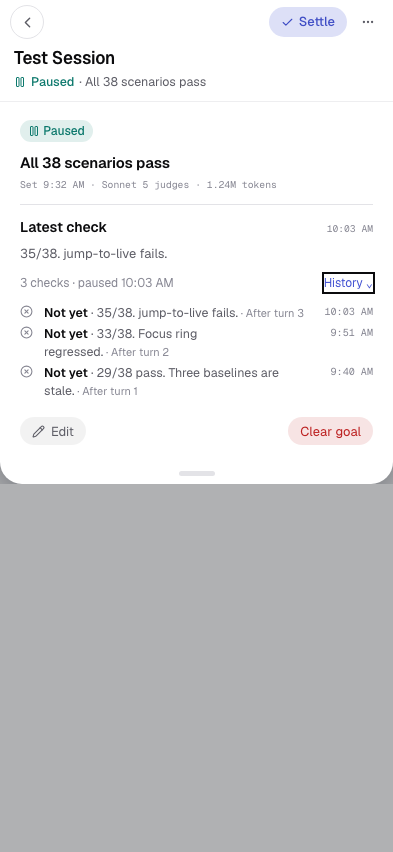 Settle
Test Session
Paused · All 38 scenarios pass
Paused
All 38 scenarios pass
Set 9:32 AM · Sonnet 5 judges · 1.24M tokens
Latest check 10:03 AM
35/38. jump-to-live fails.
3 checks · paused 10:03 AM History
Not yet · 35/38. jump-to-live fails. · After turn 3 10:03 AM
Not yet · 33/38. Focus ring 9:51 AM
regressed. · After turn 2
Not yet · 29/38 pass. Three baselines are 9:40 AM
stale. · After turn 1
Edit Clear goal